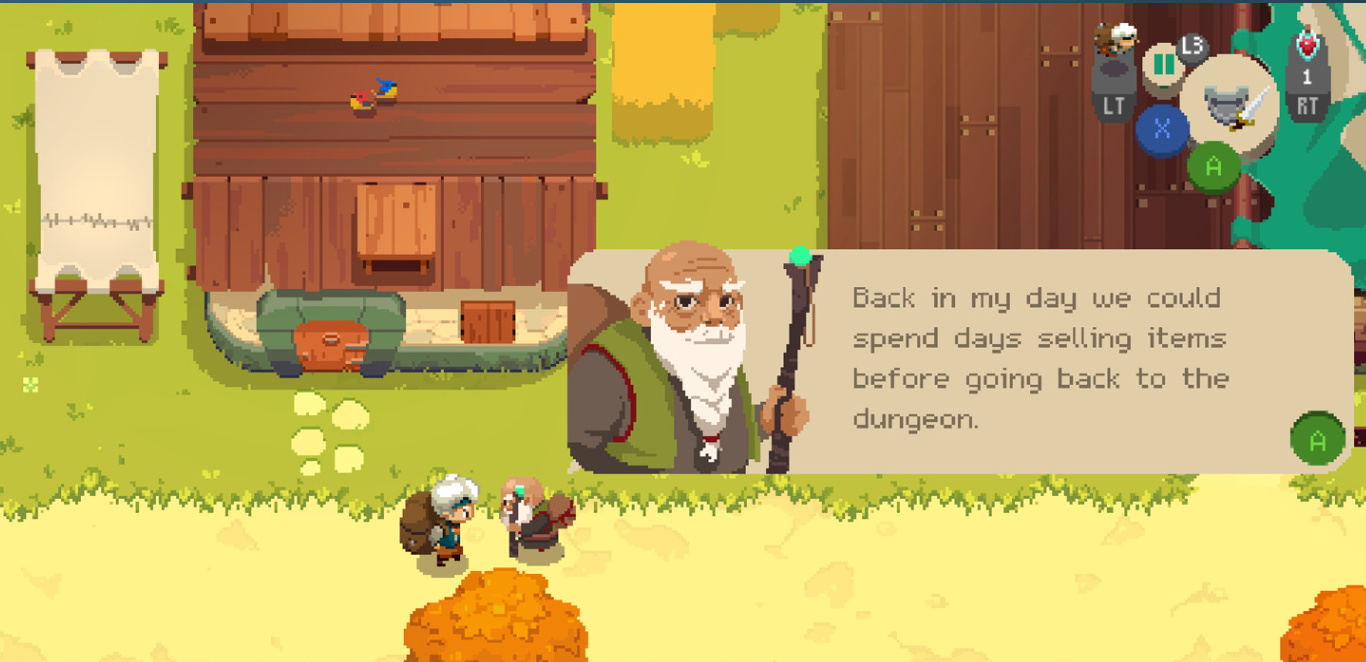 L3
1
LT
RT
X
A
Back in my day we could
spend days selling items
before going back to the
dungeon.
A